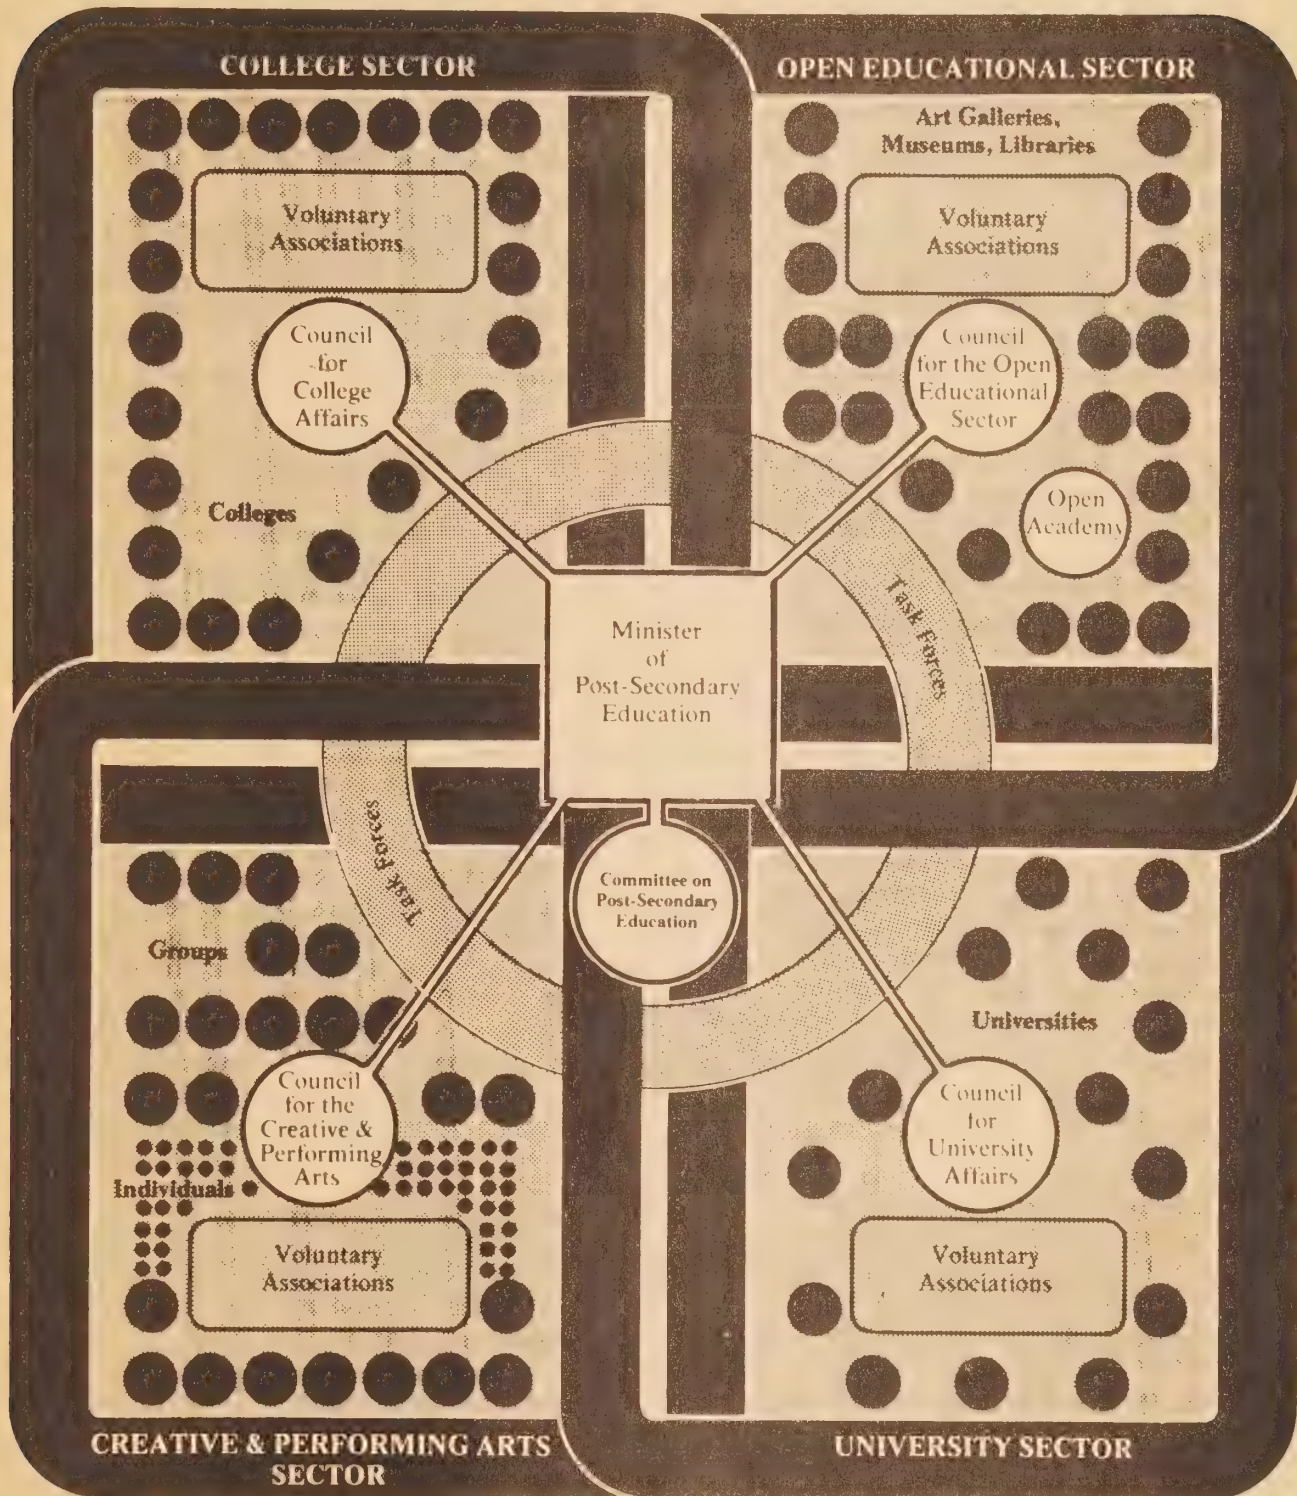 COLLEGE SECTOR
Voluntary
Associations
Council
for
College
Affairs
Colleges
OPEN EDUCATIONAL SECTOR
Art Galleries,
Museums, Libraries
Voluntary
Associations
Council
for the Open
Educational
Sector
Open
Academy
Task Forces
Minister
of
Post-Secondary
Education
Committee on
Post-Secondary
Education
Task Forces
Groups
Council
for the
Creative &
Performing
Arts
Individuals
Voluntary
Associations
CREATIVE & PERFORMING ARTS
SECTOR
Universities
Council
for
University
Affairs
Voluntary
Associations
UNIVERSITY SECTOR